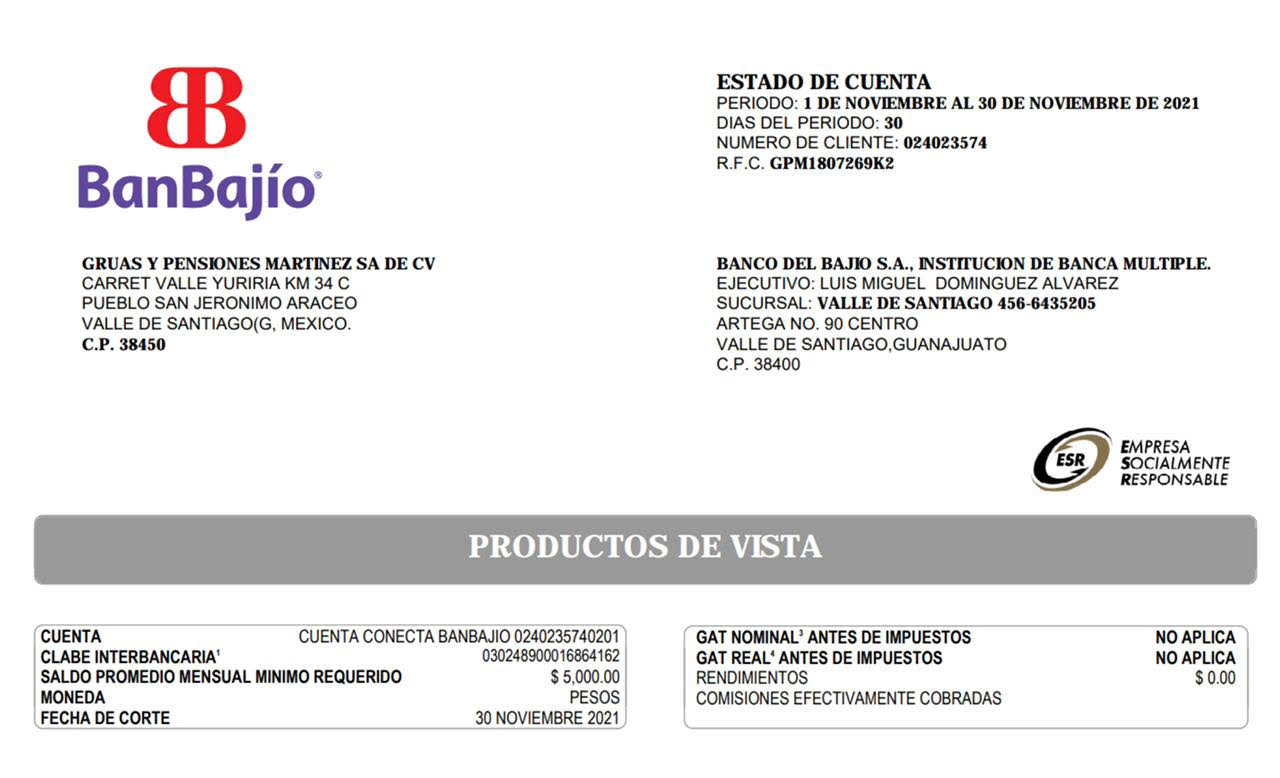 BanBajío®
ESTADO DE CUENTA
PERIODO: 1 DE NOVIEMBRE AL 30 DE NOVIEMBRE DE 2021
DIAS DEL PERIODO: 30
NUMERO DE CLIENTE: 024023574
R.F.C. GPM1807269K2
GRUAS Y PENSIONES MARTINEZ SA DE CV
CARRET VALLE YURIRIA KM 34 C
PUEBLO SAN JERONIMO ARACEO
VALLE DE SANTIAGO(G, MEXICO.
C.P. 38450
BANCO DEL BAJIO S.A., INSTITUCION DE BANCA MULTIPLE.
EJECUTIVO: LUIS MIGUEL DOMINGUEZ ALVAREZ
SUCURSAL: VALLE DE SANTIAGO 456-6435205
ARTEGA NO. 90 CENTRO
VALLE DE SANTIAGO,GUANAJUATO
C.P. 38400
ESR
EMPRESA
SOCIALMENTE
RESPONSABLE
PRODUCTOS DE VISTA
CUENTA CUENTA CONECTA BANBAJIO 0240235740201
CLABE INTERBANCARIA¹ 030248900016864162
SALDO PROMEDIO MENSUAL MINIMO REQUERIDO $ 5,000.00
MONEDA PESOS
FECHA DE CORTE 30 NOVIEMBRE 2021
GAT NOMINAL³ ANTES DE IMPUESTOS NO APLICA
GAT REAL⁴ ANTES DE IMPUESTOS NO APLICA
RENDIMIENTOS $ 0.00
COMISIONES EFECTIVAMENTE COBRADAS